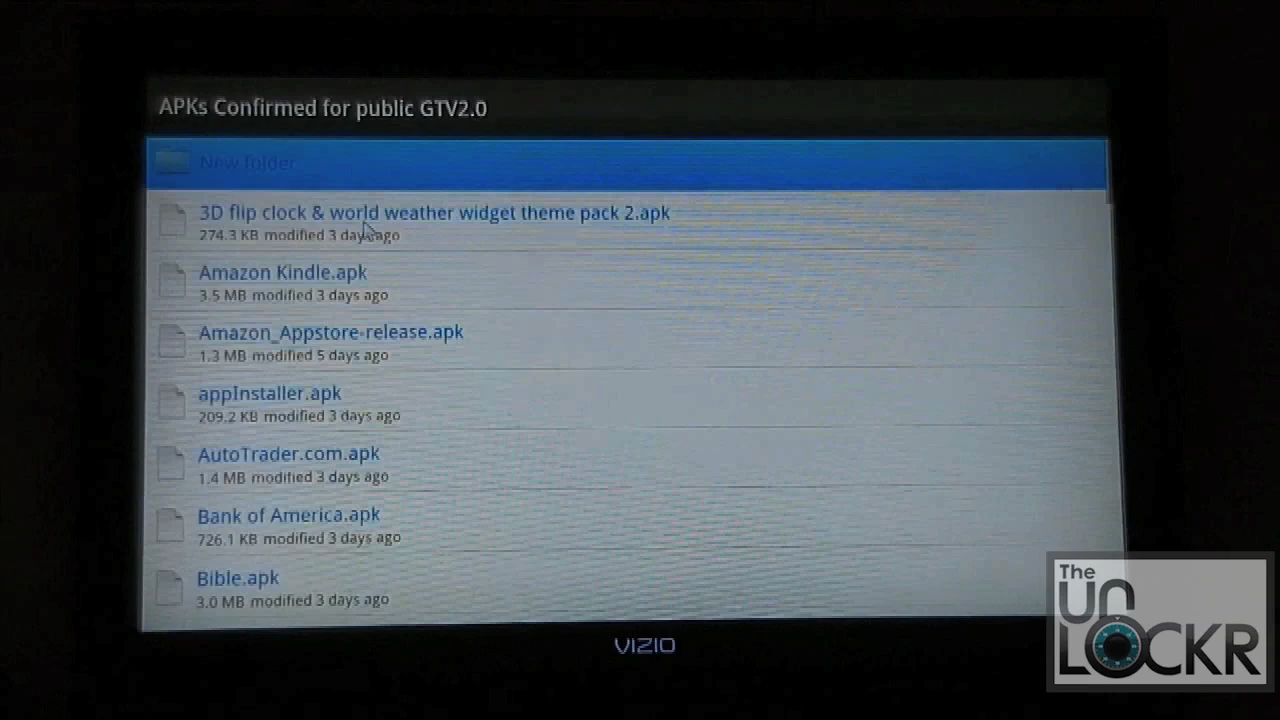 APKs Confirmed for public GTV2.0
New folder
3D flip clock & world weather widget theme pack 2.apk
274.3 KB modified 3 days ago
Amazon Kindle.apk
3.5 MB modified 3 days ago
Amazon_Appstore-release.apk
1.3 MB modified 5 days ago
appInstaller.apk
209.2 KB modified 3 days ago
AutoTrader.com.apk
1.4 MB modified 3 days ago
Bank of America.apk
726.1 KB modified 3 days ago
Bible.apk
3.0 MB modified 3 days ago
VIZIO
The
UN
LOCKR